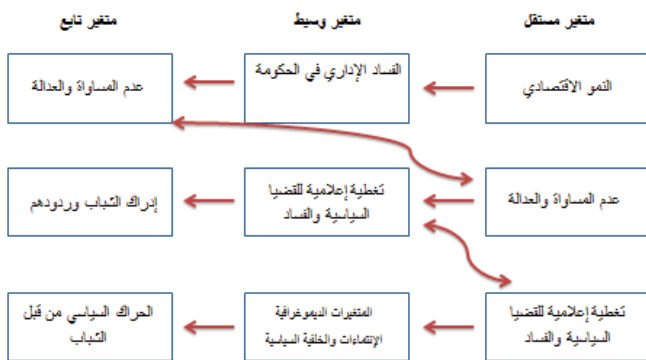 متغير مستقل
متغير وسيط
متغير تابع
النمو الاقتصادي
الفساد الإداري في الحكومة
عدم المساواة والعدالة
عدم المساواة والعدالة
تغطية إعلامية للقضيا
السياسية والفساد
إدراك الشباب وردودهم
تغطية إعلامية للقضيا
السياسية والفساد
المتغيرات الديموغرافية
الإنتماءات والخلفية السياسية
الحراك السياسي من قبل
الشباب